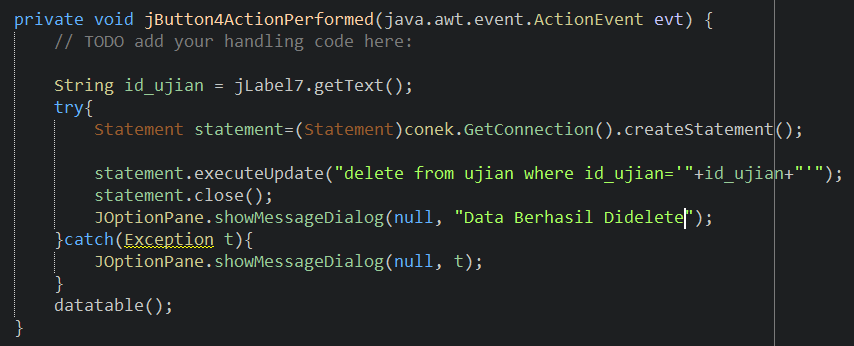 private void jButton4ActionPerformed(java.awt.event.ActionEvent evt) {
// TODO add your handling code here:
String id_ujian = jLabel7.getText();
try{
Statement statement=(Statement)conek.GetConnection().createStatement();
statement.executeUpdate("delete from ujian where id_ujian='"+id_ujian+"'");
statement.close();
JOptionPane.showMessageDialog(null, "Data Berhasil Didelete");
}catch(Exception t){
JOptionPane.showMessageDialog(null, t);
}
datatable();
}